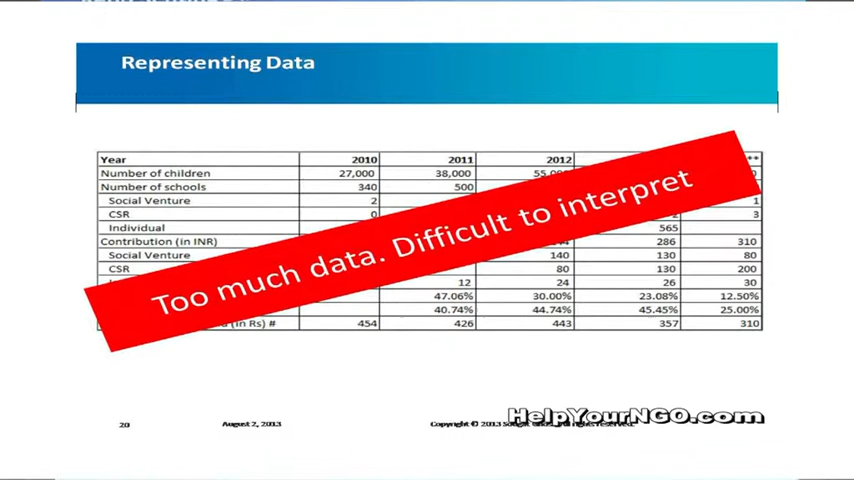 Representing Data
Year 2010 2011 2012 **
Number of children 27,000 38,000
Number of schools 340 500
Social Venture 2 1
CSR 0 3
Individual 565
Contribution (in INR) 286 310
Social Venture 140 130 80
CSR 80 130 200
12 24 26 30
47.06% 30.00% 23.08% 12.50%
40.74% 44.74% 45.45% 25.00%
(in Rs) # 454 426 443 357 310
Too much data. Difficult to interpret
HelpYourNGO.com
20 August 2, 2013 Copyright © 2013 reserved.